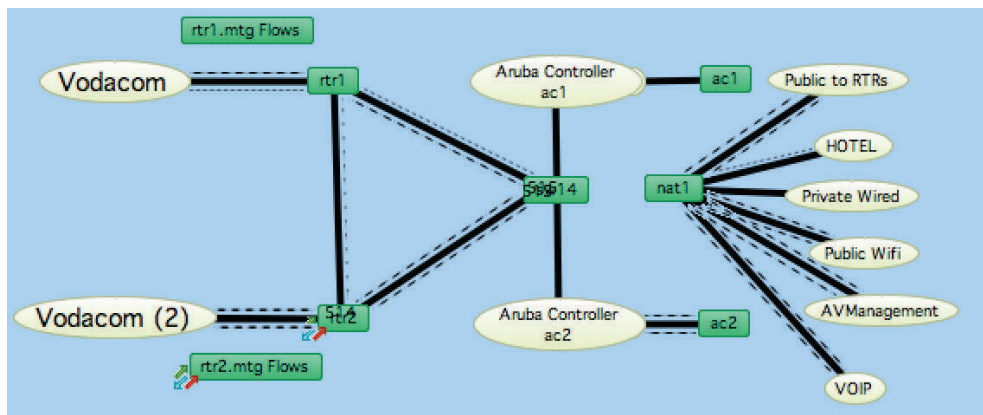 rtr1.mtg Flows
Vodacom
rtr1
Aruba Controller
ac1
ac1
Public to RTRs
HOTEL
nat1
Private Wired
Public Wifi
Vodacom (2)
rtr2
Aruba Controller
ac2
ac2
AVManagement
rtr2.mtg Flows
VOIP